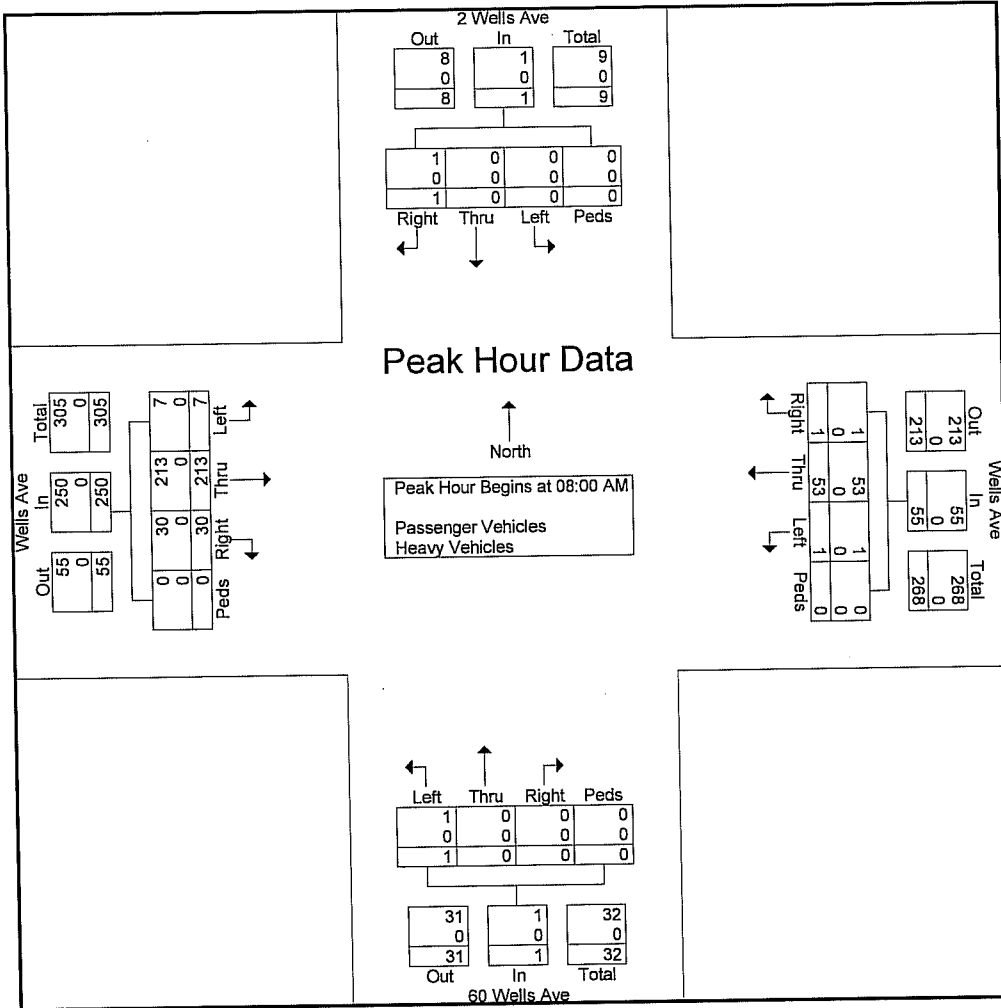 2 Wells Ave
Out In Total
8 1 9
0 0 0
8 1 9
1 0 0 0
0 0 0 0
1 0 0 0
Right Thru Left Peds
Peak Hour Data
North
Peak Hour Begins at 08:00 AM
Passenger Vehicles
Heavy Vehicles
Wells Ave
Out In Total
55 250 305
0 0 0
55 250 305
Left Thru Right Peds
7 213 30 0
0 0 0 0
7 213 30 0
Wells Ave
Out In Total
213 55 268
0 0 0
213 55 268
Right Thru Left Peds
1 53 1 0
0 0 0 0
1 53 1 0
Left Thru Right Peds
1 0 0 0
0 0 0 0
1 0 0 0
31 1 32
0 0 0
31 1 32
Out In Total
60 Wells Ave